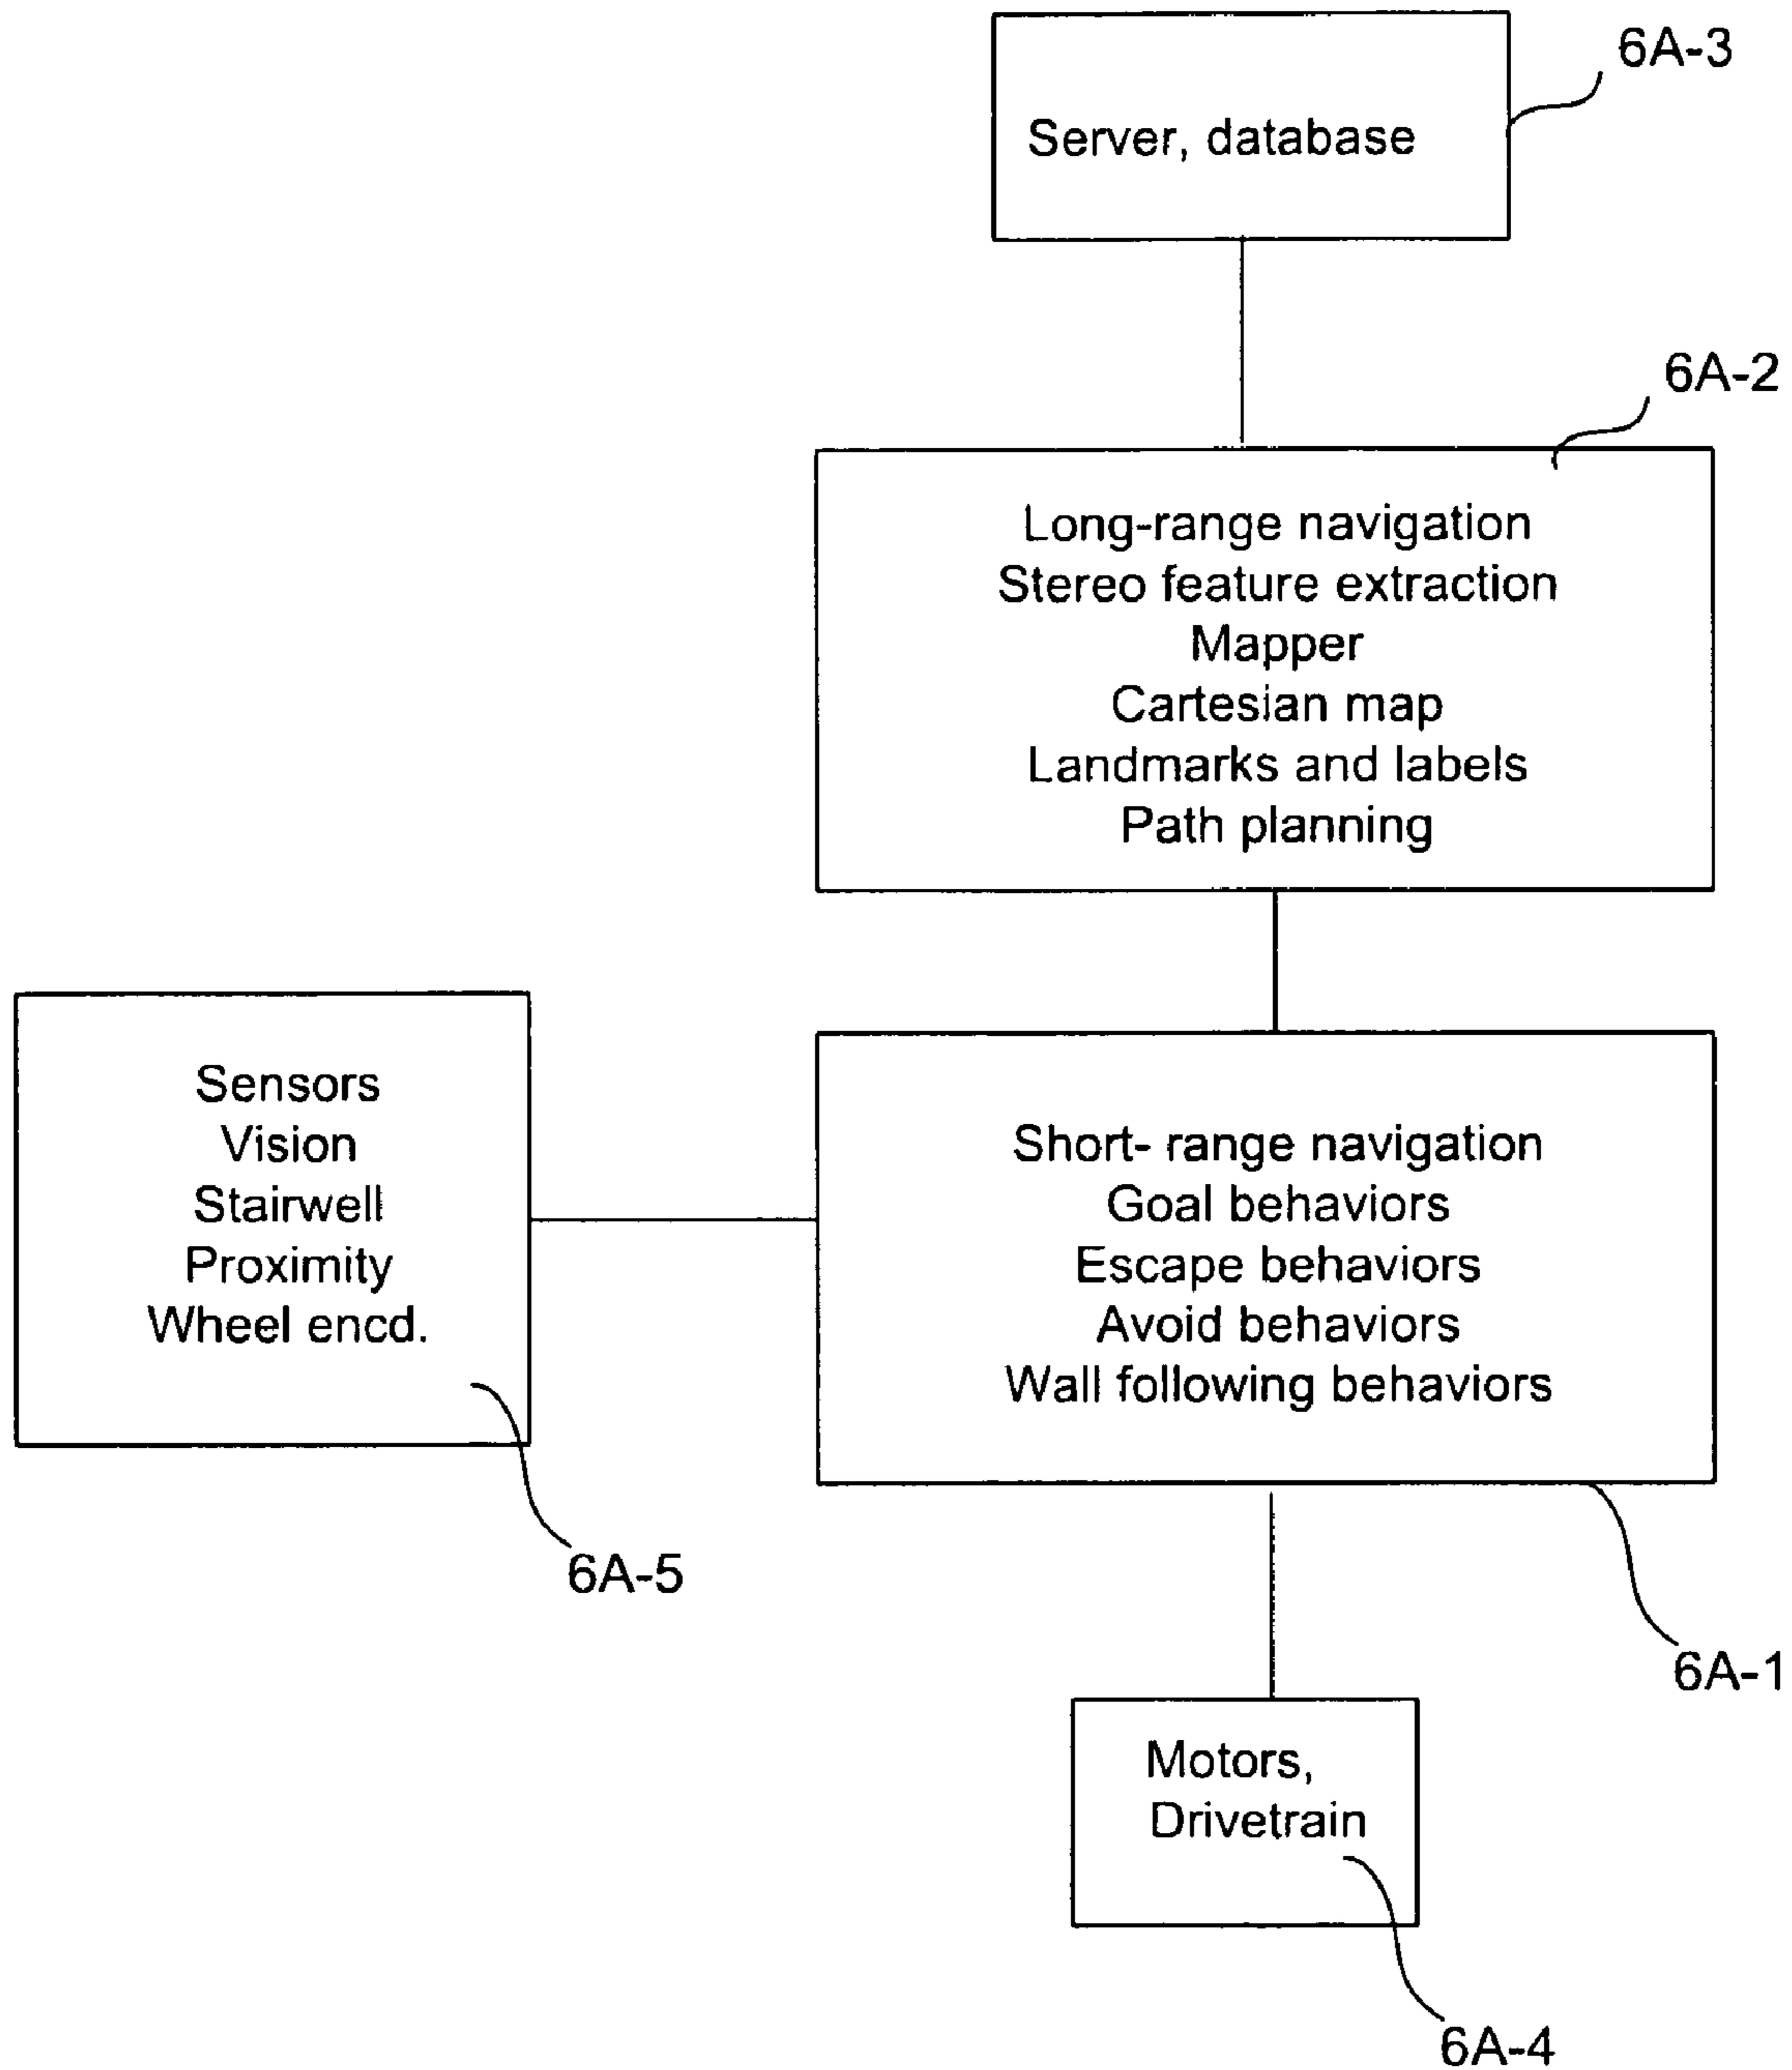 6A-3
Server, database
6A-2
Long-range navigation
Stereo feature extraction
Mapper
Cartesian map
Landmarks and labels
Path planning
Sensors
Vision
Stairwell
Proximity
Wheel encd.
6A-5
Short- range navigation
Goal behaviors
Escape behaviors
Avoid behaviors
Wall following behaviors
6A-1
Motors,
Drivetrain
6A-4